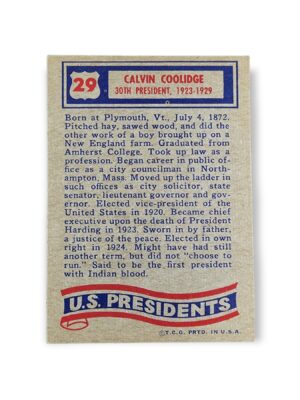 29
CALVIN COOLIDGE
30TH PRESIDENT, 1923-1929
Born at Plymouth, Vt., July 4, 1872.
Pitched hay, sawed wood, and did the
other work of a boy brought up on a
New England farm. Graduated from
Amherst College. Took up law as a
profession. Began career in public of-
fice as a city councilman in North-
ampton, Mass. Moved up the ladder in
such offices as city solicitor, state
senator, lieutenant governor and gov-
ernor. Elected vice-president of the
United States in 1920. Became chief
executive upon the death of President
Harding in 1923. Sworn in by father,
a justice of the peace. Elected in own
right in 1924. Might have had still
another term, but did not "choose to
run." Said to be the first president
with Indian blood.
U.S. PRESIDENTS
© T.C.G. PRTD. IN U.S.A.